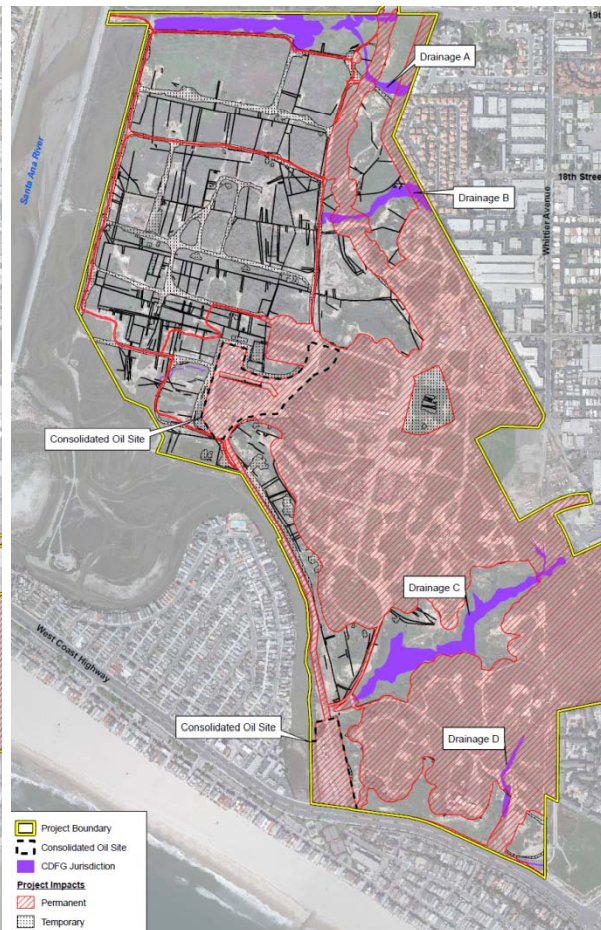 19t
Drainage A
Santa Ana River
18th Street
Drainage B
Whittier Avenue
Consolidated Oil Site
Drainage C
West Coast Highway
Consolidated Oil Site
Drainage D
Project Boundary
Consolidated Oil Site
CDFG Jurisdiction
Project Impacts
Permanent
Temporary